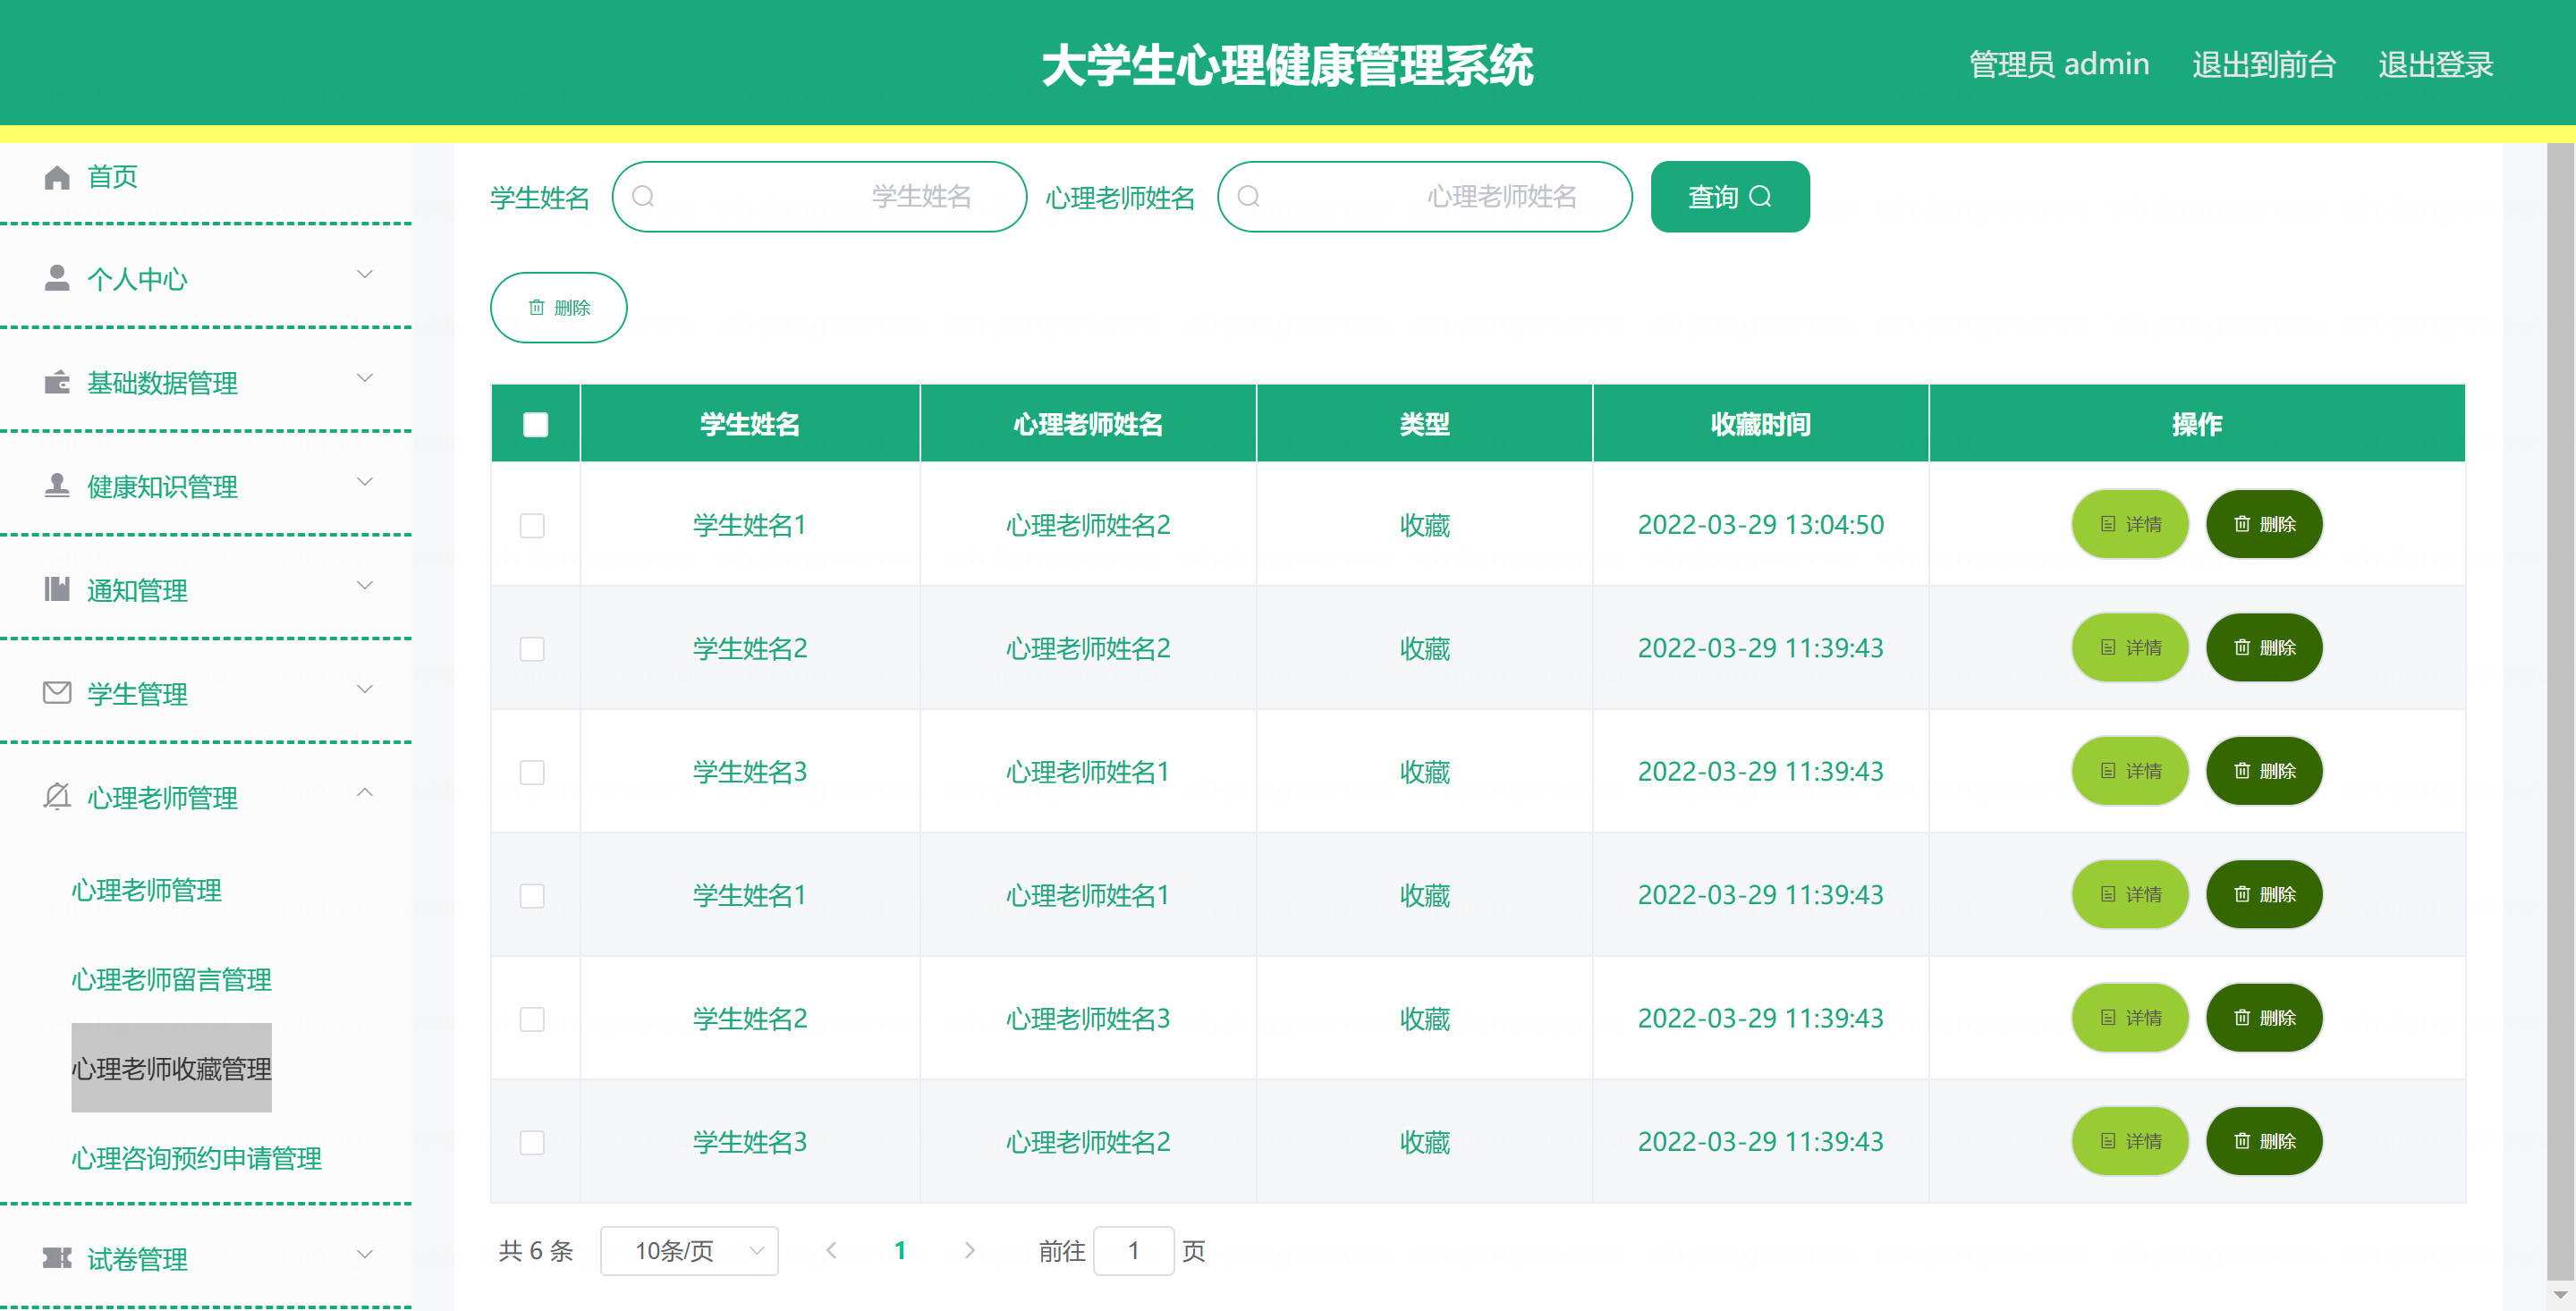 大学生心理健康管理系统
管理员 admin 退出到前台 退出登录
首页
个人中心
基础数据管理
健康知识管理
通知管理
学生管理
心理老师管理
心理老师管理
心理老师留言管理
心理老师收藏管理
心理咨询预约申请管理
试卷管理
学生姓名 学生姓名 心理老师姓名 心理老师姓名 查询
删除
学生姓名 心理老师姓名 类型 收藏时间 操作
学生姓名1 心理老师姓名2 收藏 2022-03-29 13:04:50 详情 删除
学生姓名2 心理老师姓名2 收藏 2022-03-29 11:39:43 详情 删除
学生姓名3 心理老师姓名1 收藏 2022-03-29 11:39:43 详情 删除
学生姓名1 心理老师姓名1 收藏 2022-03-29 11:39:43 详情 删除
学生姓名2 心理老师姓名3 收藏 2022-03-29 11:39:43 详情 删除
学生姓名3 心理老师姓名2 收藏 2022-03-29 11:39:43 详情 删除
共 6 条 10条/页 1 前往 1 页